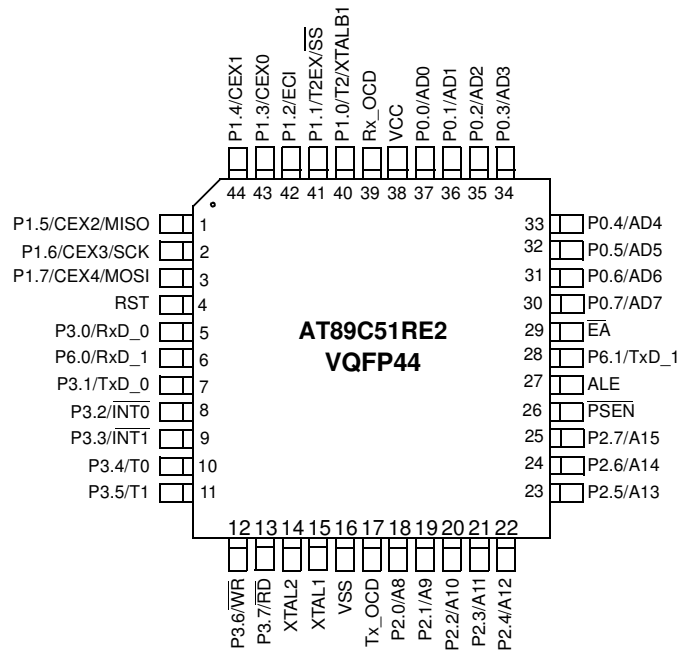 P1.4/CEX1
P1.3/CEX0
P1.2/ECI
P1.1/T2EX/S̅S̅
P1.0/T2/XTALB1
Rx_OCD
VCC
P0.0/AD0
P0.1/AD1
P0.2/AD2
P0.3/AD3
44 43 42 41 40 39 38 37 36 35 34
P1.5/CEX2/MISO 1
P1.6/CEX3/SCK 2
P1.7/CEX4/MOSI 3
RST 4
P3.0/RxD_0 5
P6.0/RxD_1 6
P3.1/TxD_0 7
P3.2/I̅N̅T̅0̅ 8
P3.3/I̅N̅T̅1̅ 9
P3.4/T0 10
P3.5/T1 11
AT89C51RE2
VQFP44
33 P0.4/AD4
32 P0.5/AD5
31 P0.6/AD6
30 P0.7/AD7
29 E̅A̅
28 P6.1/TxD_1
27 ALE
26 P̅S̅E̅N̅
25 P2.7/A15
24 P2.6/A14
23 P2.5/A13
12 13 14 15 16 17 18 19 20 21 22
P3.6/W̅R̅
P3.7/R̅D̅
XTAL2
XTAL1
VSS
Tx_OCD
P2.0/A8
P2.1/A9
P2.2/A10
P2.3/A11
P2.4/A12